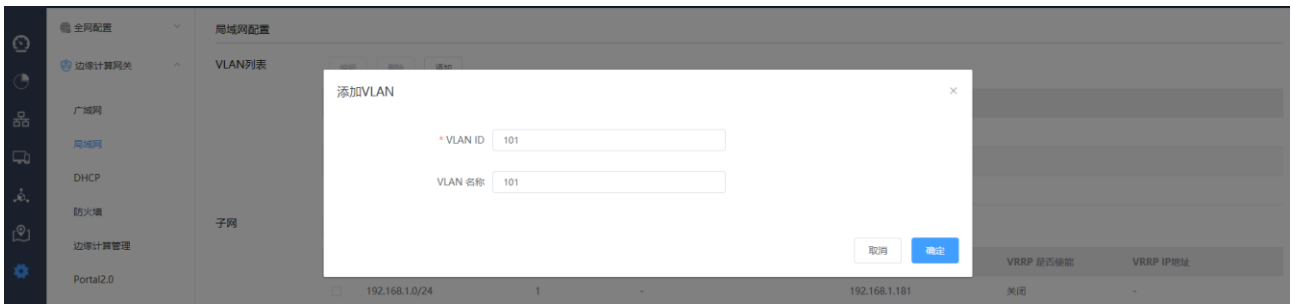 全网配置
边缘计算网关
广域网
局域网
DHCP
防火墙
边缘计算管理
Portal2.0
局域网配置
VLAN列表
编辑 删除 添加
添加VLAN ×
* VLAN ID 101
VLAN 名称 101
取消 确定
子网
VRRP 是否使能 VRRP IP地址
192.168.1.0/24 1 - 192.168.1.181 关闭 -